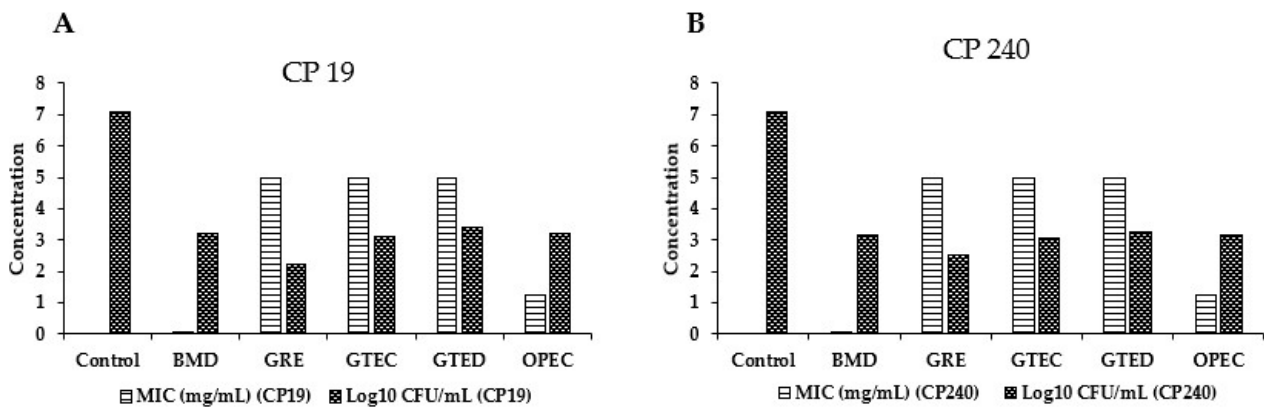 A
CP 19
8
7
6
5
4
3
2
1
0
Concentration
Control BMD GRE GTEC GTED OPEC
MIC (mg/mL) (CP19) Log10 CFU/mL (CP19)
B
CP 240
8
7
6
5
4
3
2
1
0
Concentration
Control BMD GRE GTEC GTED OPEC
MIC (mg/mL) (CP240) Log10 CFU/mL (CP240)